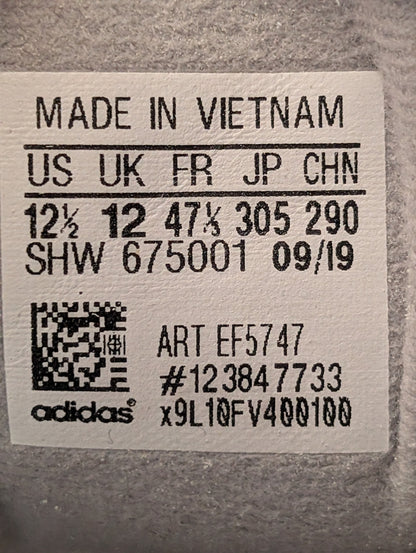 MADE IN VIETNAM
US UK FR JP CHN
12½ 12 47⅓ 305 290
SHW 675001 09/19
ART EF5747
#123847733
adidas® x9L10FV400100